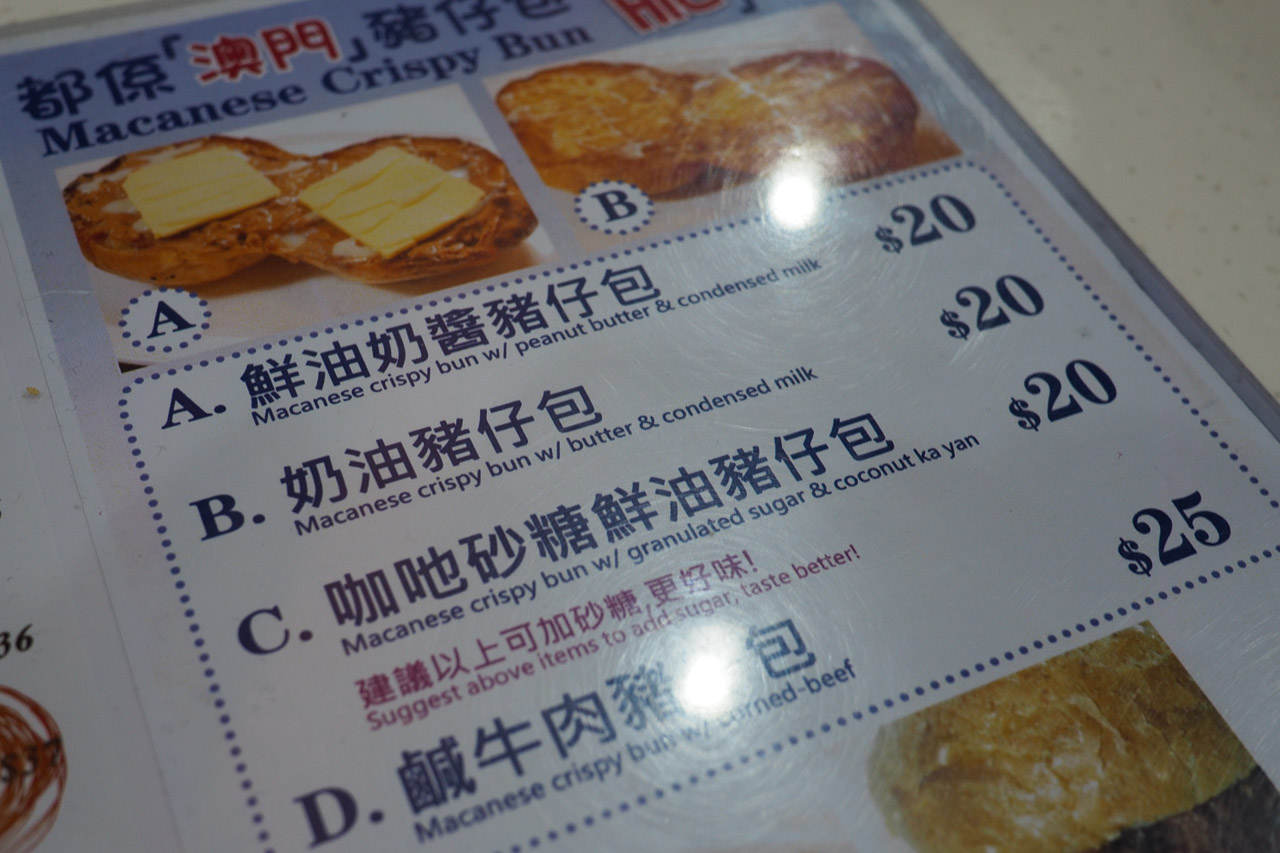 都係「澳門」豬仔包
Macanese Crispy Bun
A
B
A. 鮮油奶醬豬仔包 $20
Macanese crispy bun w/ peanut butter & condensed milk
B. 奶油豬仔包 $20
Macanese crispy bun w/ butter & condensed milk
C. 咖吔砂糖鮮油豬仔包 $20
Macanese crispy bun w/ granulated sugar & coconut ka yan
建議以上可加砂糖 更好味!
Suggest above items to add sugar, taste better!
D. 鹹牛肉豬 包 $25
Macanese crispy bun w/ corned-beef
36